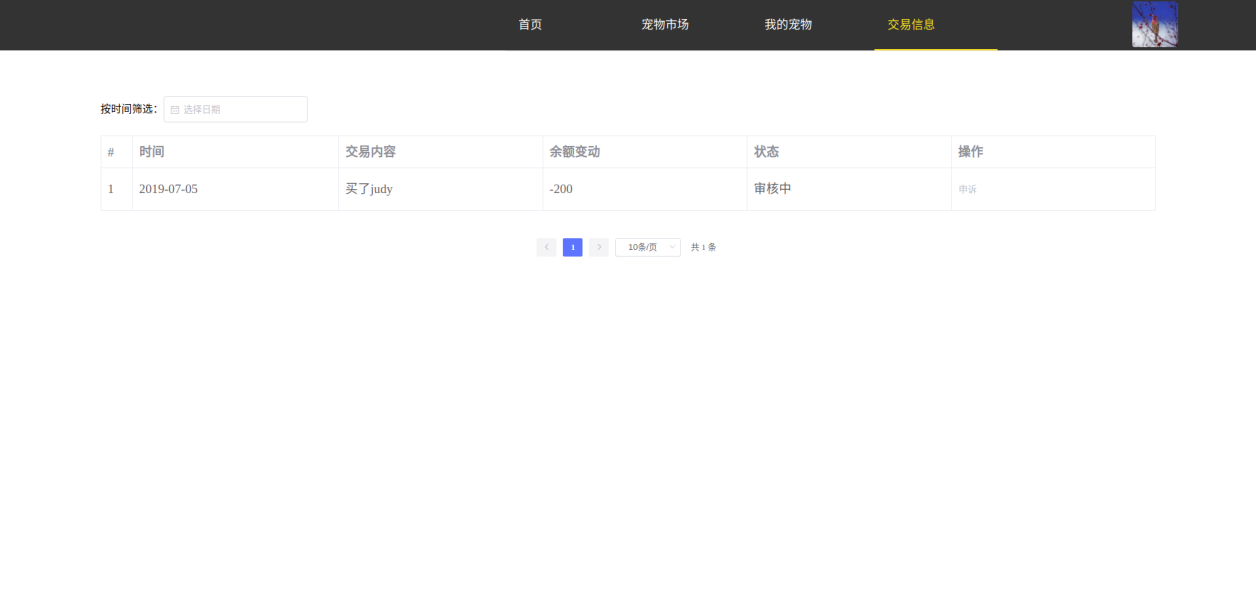 首页 宠物市场 我的宠物 交易信息
按时间筛选： 选择日期
# 时间 交易内容 余额变动 状态 操作
1 2019-07-05 买了judy -200 审核中 申诉
1 10条/页 共 1 条